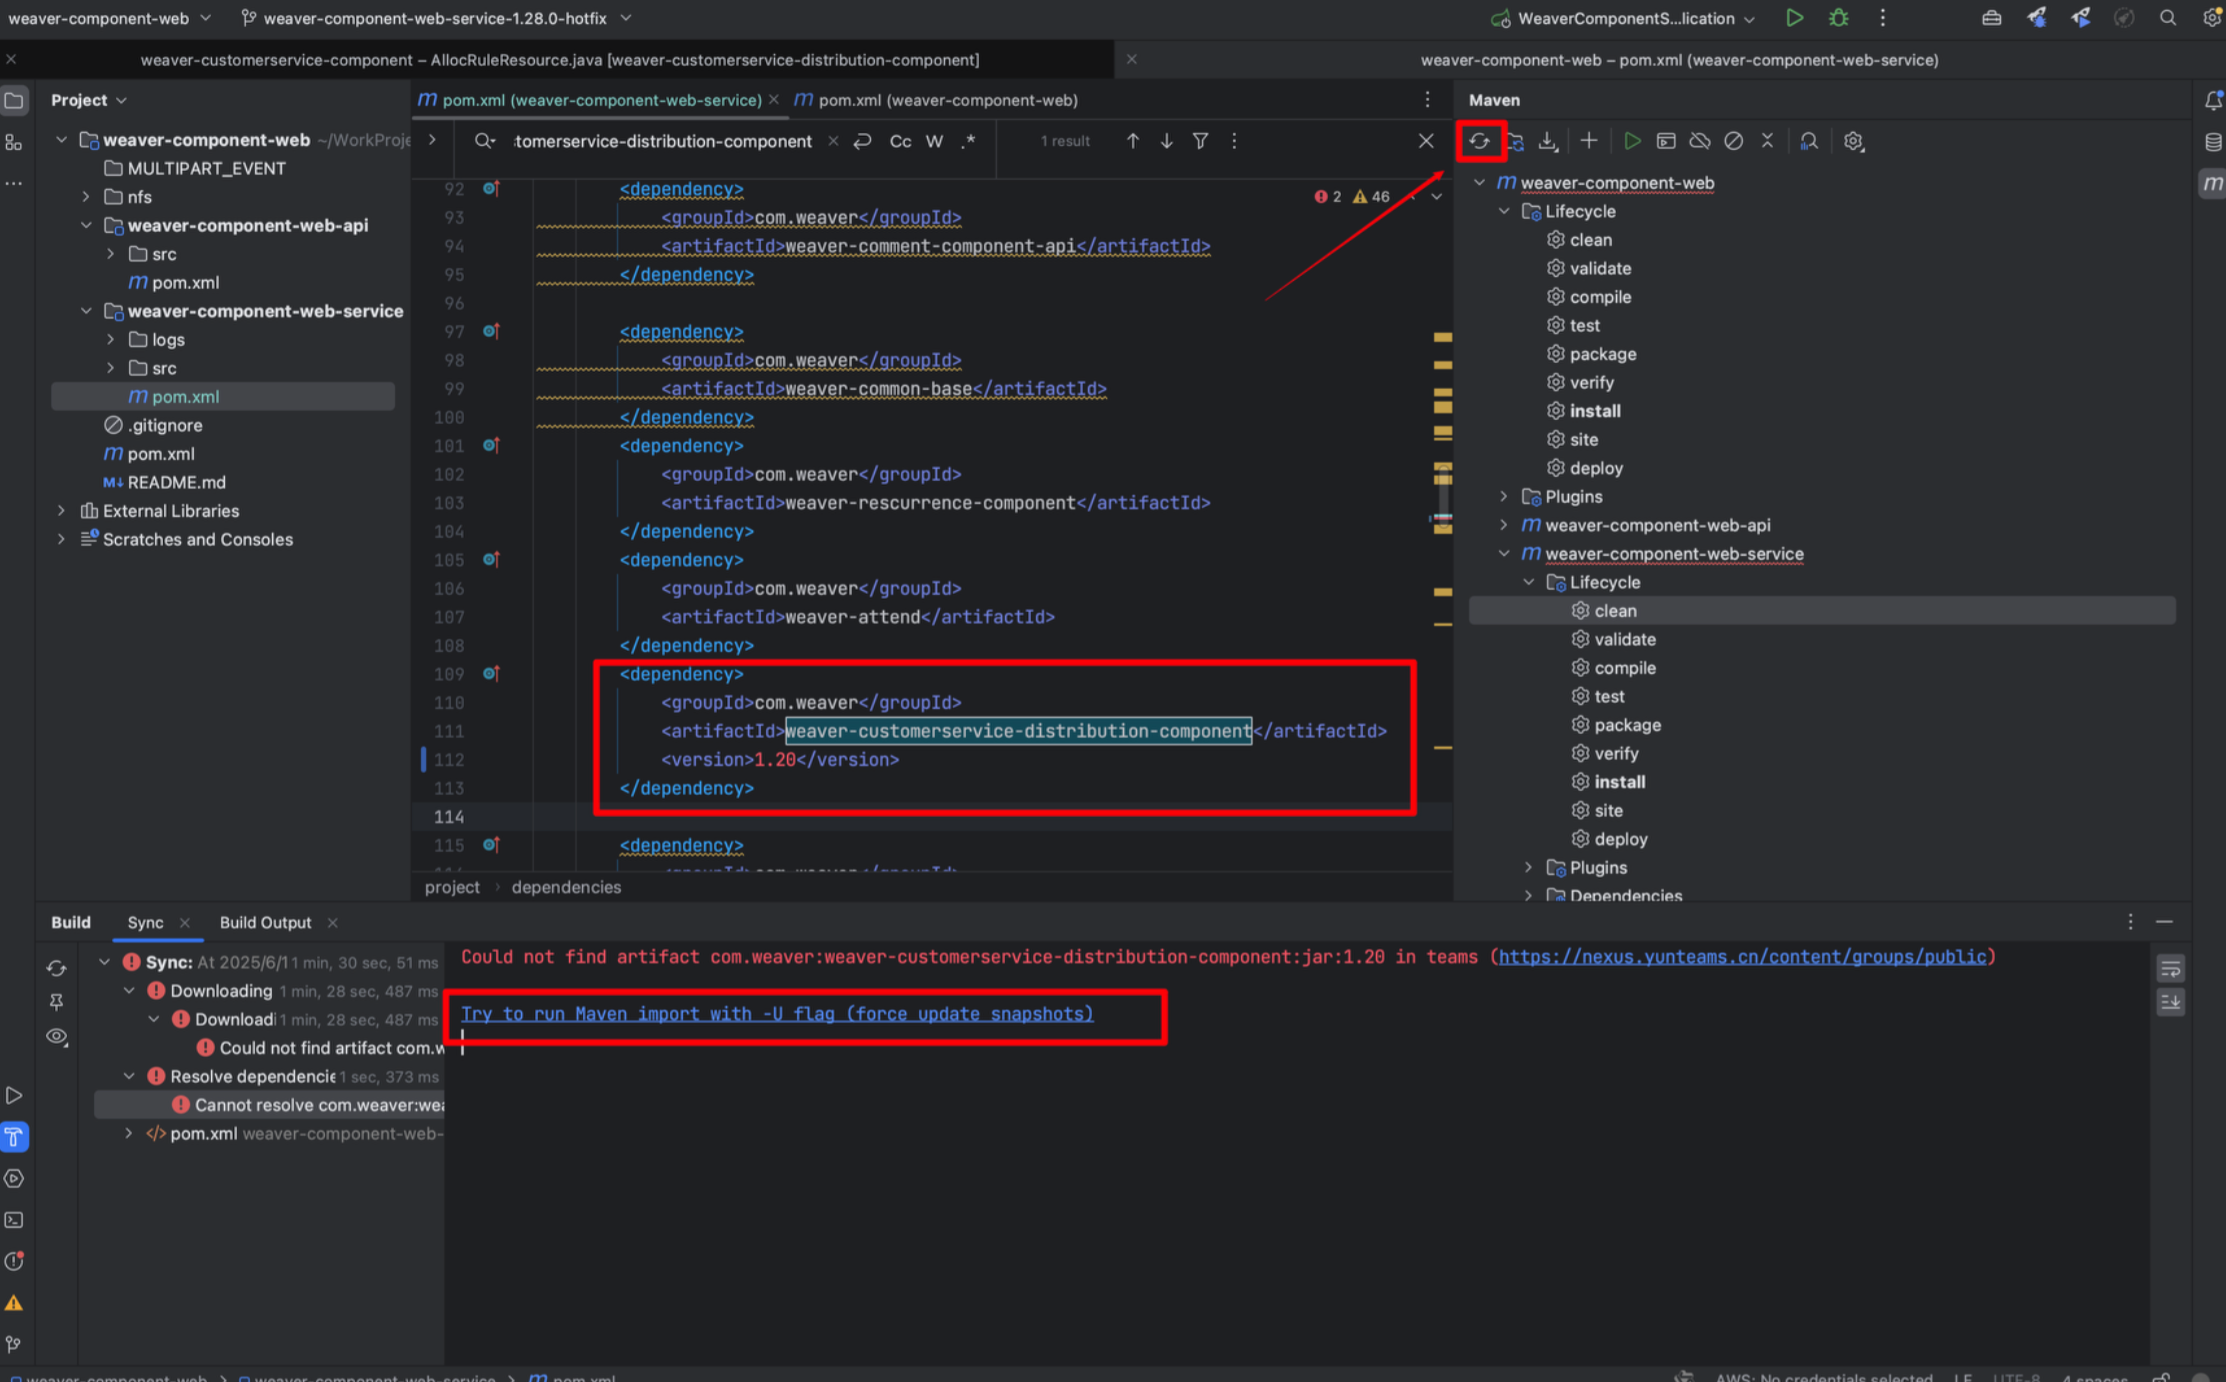 weaver-component-web
weaver-component-web-service-1.28.0-hotfix
WeaverComponentS...lication
weaver-customerservice-component – AllocRuleResource.java [weaver-customerservice-distribution-component]
weaver-component-web – pom.xml (weaver-component-web-service)
Project
weaver-component-web ~/WorkProje
MULTIPART_EVENT
nfs
weaver-component-web-api
src
pom.xml
weaver-component-web-service
logs
src
pom.xml
.gitignore
pom.xml
README.md
External Libraries
Scratches and Consoles
pom.xml (weaver-component-web-service)
pom.xml (weaver-component-web)
:tomerservice-distribution-component
Cc W .*
1 result
2 46
92 <dependency>
93 <groupId>com.weaver</groupId>
94 <artifactId>weaver-comment-component-api</artifactId>
95 </dependency>
96
97 <dependency>
98 <groupId>com.weaver</groupId>
99 <artifactId>weaver-common-base</artifactId>
100 </dependency>
101 <dependency>
102 <groupId>com.weaver</groupId>
103 <artifactId>weaver-rescurrence-component</artifactId>
104 </dependency>
105 <dependency>
106 <groupId>com.weaver</groupId>
107 <artifactId>weaver-attend</artifactId>
108 </dependency>
109 <dependency>
110 <groupId>com.weaver</groupId>
111 <artifactId>weaver-customerservice-distribution-component</artifactId>
112 <version>1.20</version>
113 </dependency>
114
115 <dependency>
project > dependencies
Maven
weaver-component-web
Lifecycle
clean
validate
compile
test
package
verify
install
site
deploy
Plugins
weaver-component-web-api
weaver-component-web-service
Lifecycle
clean
validate
compile
test
package
verify
install
site
deploy
Plugins
Dependencies
Build
Sync
Build Output
Sync: At 2025/6/1 1 min, 30 sec, 51 ms
Downloading 1 min, 28 sec, 487 ms
Downloadi 1 min, 28 sec, 487 ms
Could not find artifact com.w
Resolve dependencie 1 sec, 373 ms
Cannot resolve com.weaver:wea
pom.xml weaver-component-web-
Could not find artifact com.weaver:weaver-customerservice-distribution-component:jar:1.20 in teams (https://nexus.yunteams.cn/content/groups/public)
Try to run Maven import with -U flag (force update snapshots)
weaver-component-web > weaver-component-web-service > pom.xml
AWS: No credentials selected LF UTF-8 4 spaces